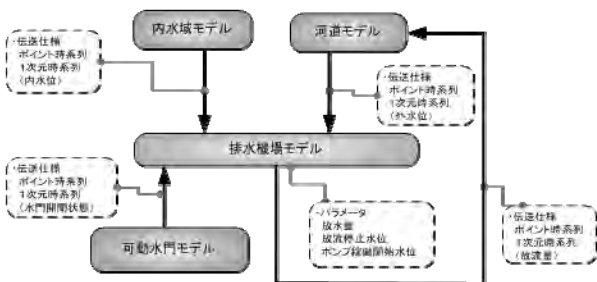 内水域モデル
河道モデル
・伝送仕様
ポイント時系列
1次元時系列
(内水位)
・伝送仕様
ポイント時系列
1次元時系列
(外水位)
排水機場モデル
・伝送仕様
ポイント時系列
1次元時系列
(水門開閉状態)
・パラメータ
放水量
放流停止水位
ポンプ稼働開始水位
・伝送仕様
ポイント時系列
1次元時系列
(放流量)
可動水門モデル